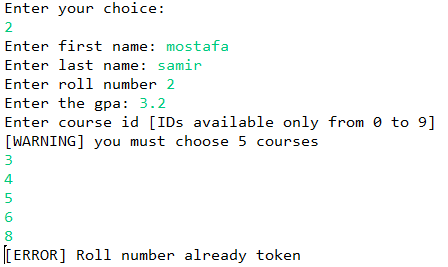 Enter your choice:
2
Enter first name: mostafa
Enter last name: samir
Enter roll number 2
Enter the gpa: 3.2
Enter course id [IDs available only from 0 to 9]
[WARNING] you must choose 5 courses
3
4
5
6
8
[ERROR] Roll number already token